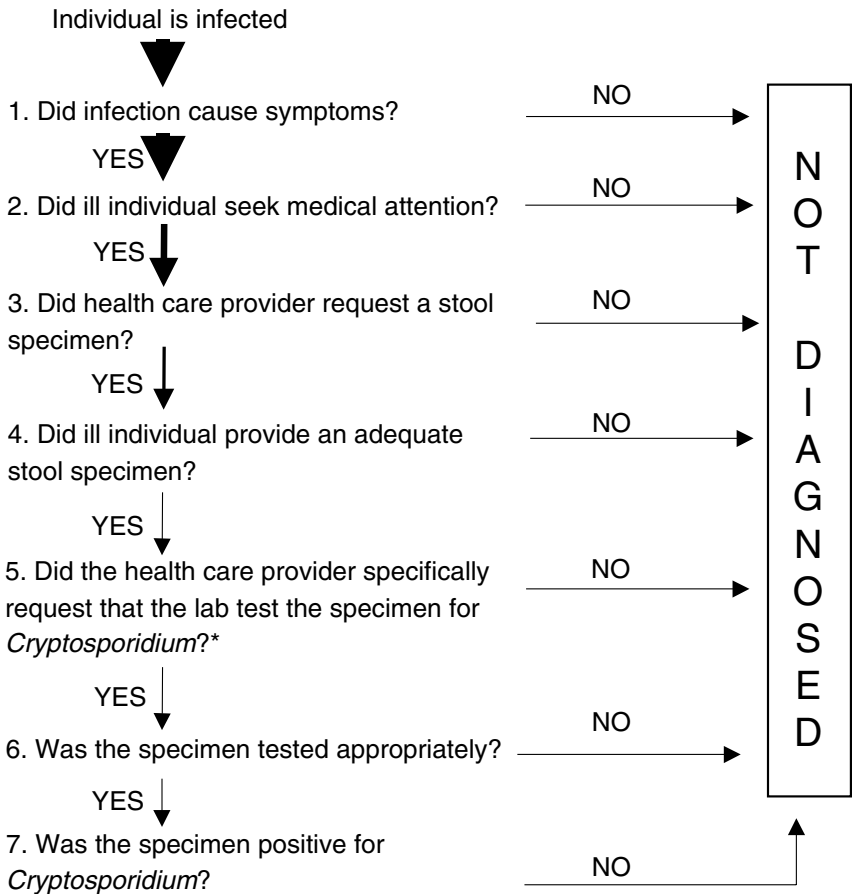 Individual is infected
1. Did infection cause symptoms?
NO
YES
2. Did ill individual seek medical attention?
NO
YES
3. Did health care provider request a stool
specimen?
NO
YES
4. Did ill individual provide an adequate
stool specimen?
NO
YES
5. Did the health care provider specifically
request that the lab test the specimen for
Cryptosporidium?*
NO
YES
6. Was the specimen tested appropriately?
NO
YES
7. Was the specimen positive for
Cryptosporidium?
NO
NOT DIAGNOSED